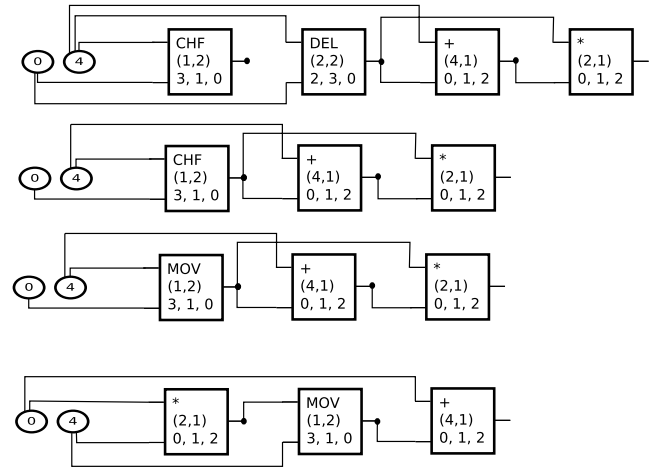 0 4 CHF (1,2) 3, 1, 0
DEL (2,2) 2, 3, 0
+ (4,1) 0, 1, 2
* (2,1) 0, 1, 2
0 4 CHF (1,2) 3, 1, 0
+ (4,1) 0, 1, 2
* (2,1) 0, 1, 2
0 4 MOV (1,2) 3, 1, 0
+ (4,1) 0, 1, 2
* (2,1) 0, 1, 2
0 4 * (2,1) 0, 1, 2
MOV (1,2) 3, 1, 0
+ (4,1) 0, 1, 2